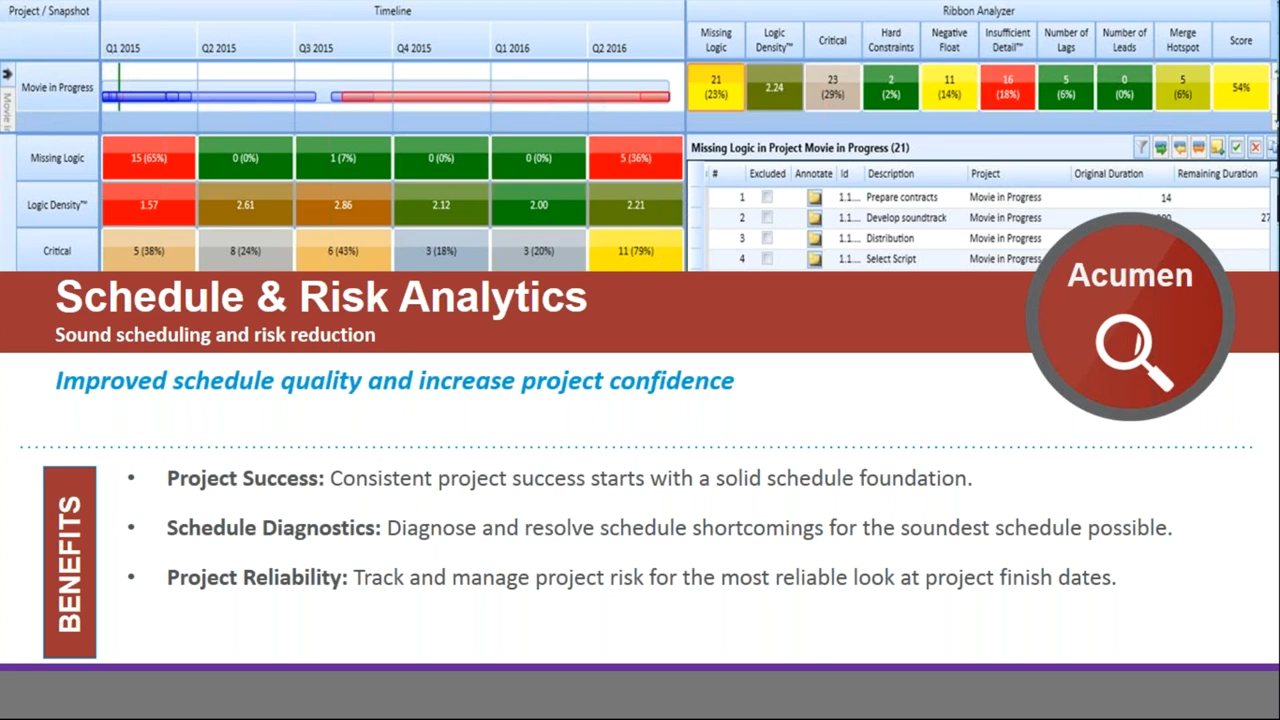 Project / Snapshot
Timeline
Ribbon Analyzer
Q1 2015 Q2 2015 Q3 2015 Q4 2015 Q1 2016 Q2 2016
Missing Logic
Logic Density™
Critical
Hard Constraints
Negative Float
Insufficient Detail™
Number of Lags
Number of Leads
Merge Hotspot
Score
Movie in Progress
21 (23%)
2.24
23 (29%)
2 (2%)
11 (14%)
16 (18%)
5 (6%)
0 (0%)
5 (6%)
54%
Missing Logic 15 (65%) 0 (0%) 1 (7%) 0 (0%) 0 (0%) 5 (36%)
Logic Density™ 1.57 2.61 2.86 2.12 2.00 2.21
Critical 5 (38%) 8 (24%) 6 (43%) 3 (18%) 3 (20%) 11 (79%)
Missing Logic in Project Movie in Progress (21)
# Excluded Annotate Id Description Project Original Duration Remaining Duration
1 1.1... Prepare contracts Movie in Progress 14
2 1.1... Develop soundtrack Movie in Progress 27
3 1.1... Distribution Movie in Progress
4 1.1... Select Script Movie in Progress
Schedule & Risk Analytics
Sound scheduling and risk reduction
Acumen
Improved schedule quality and increase project confidence
BENEFITS
• Project Success: Consistent project success starts with a solid schedule foundation.
• Schedule Diagnostics: Diagnose and resolve schedule shortcomings for the soundest schedule possible.
• Project Reliability: Track and manage project risk for the most reliable look at project finish dates.